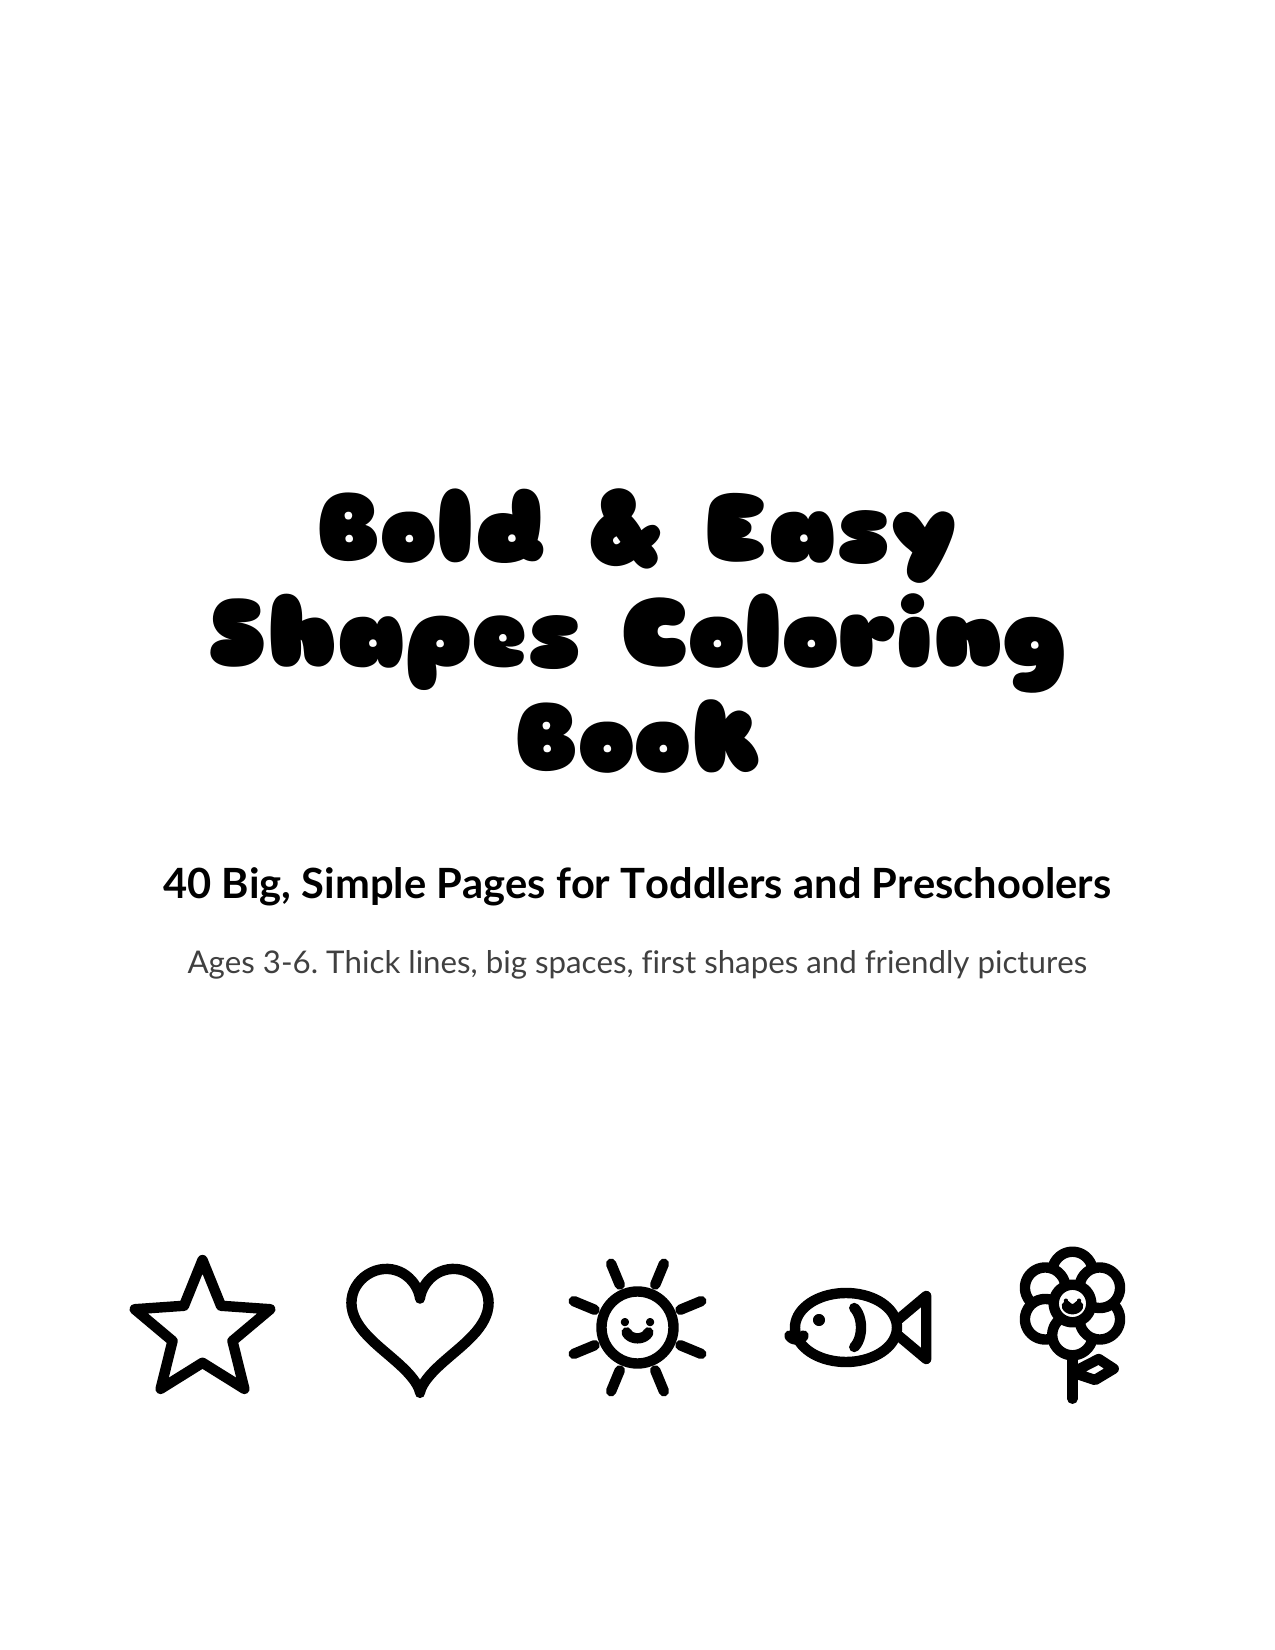 Bold & Easy
Shapes Coloring
Book
40 Big, Simple Pages for Toddlers and Preschoolers
Ages 3-6. Thick lines, big spaces, first shapes and friendly pictures